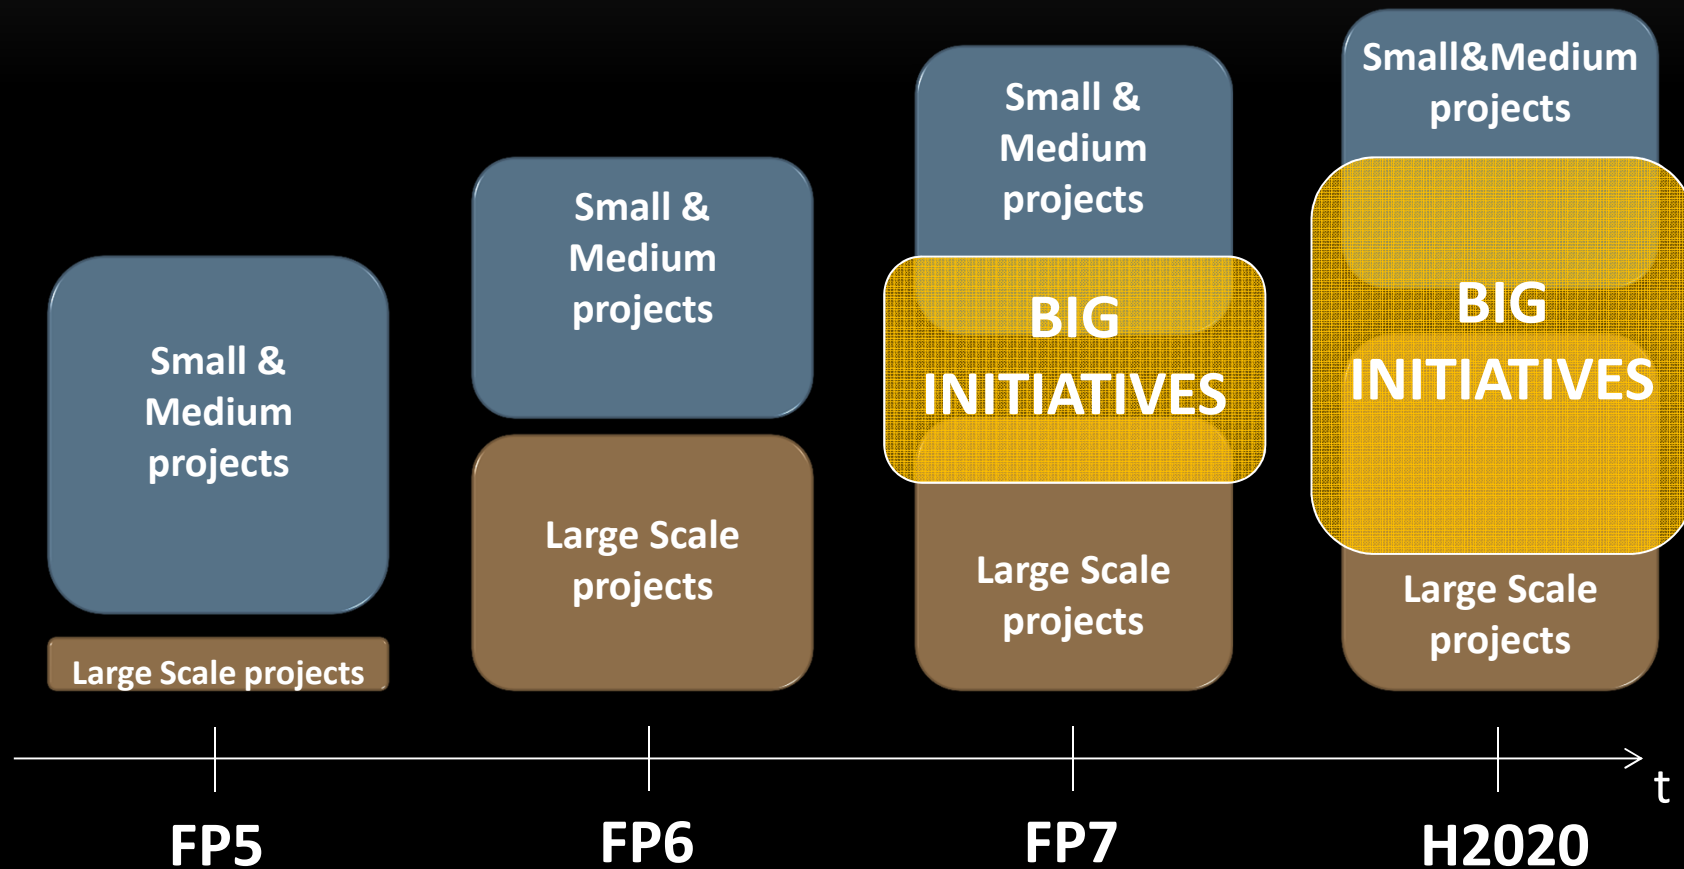 Small &
Medium
projects
Large Scale projects
Small &
Medium
projects
Large Scale
projects
Small &
Medium
projects
BIG
INITIATIVES
Large Scale
projects
Small&Medium
projects
BIG
INITIATIVES
Large Scale
projects
t
FP5
FP6
FP7
H2020